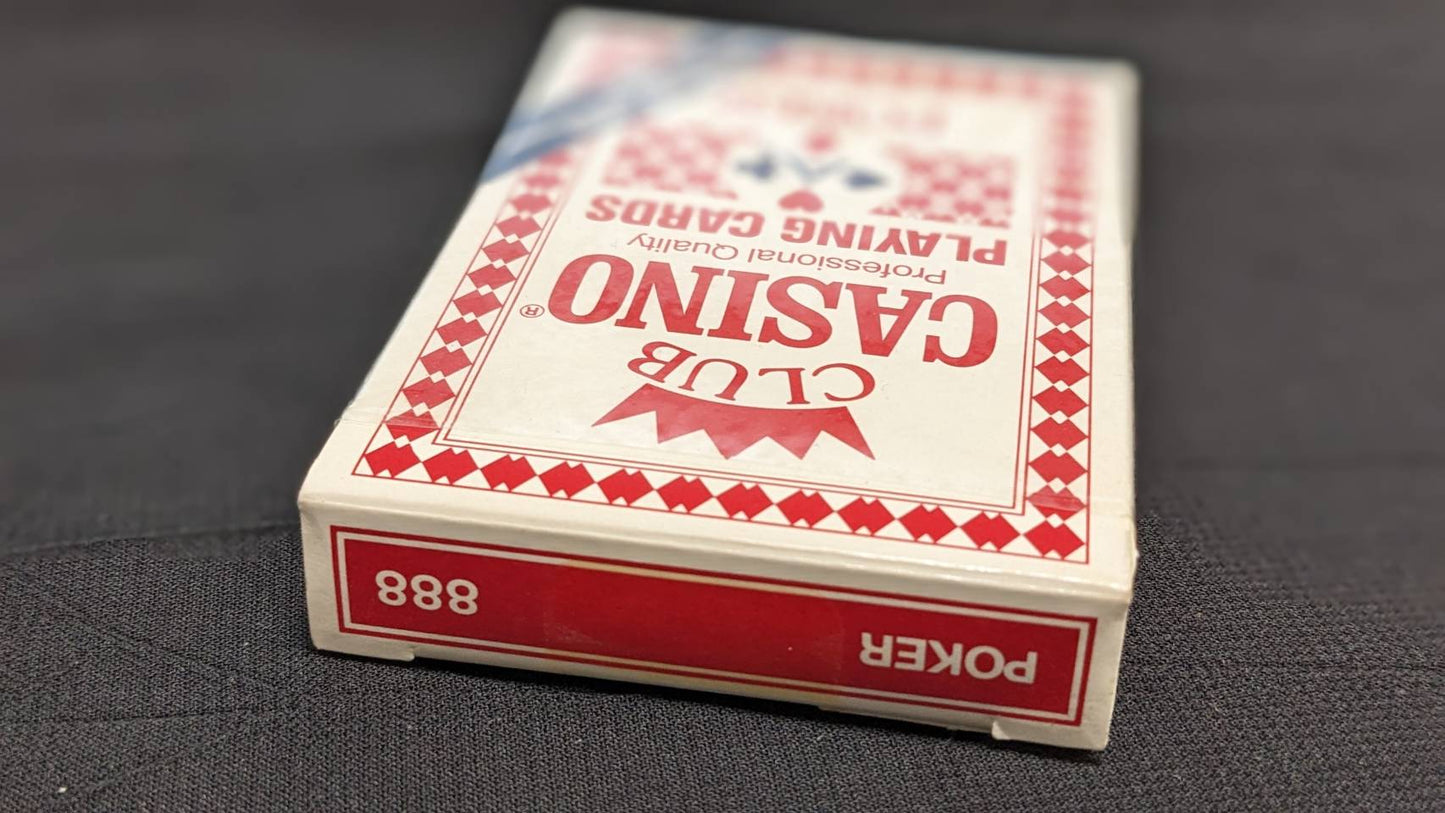 CLUB
CASINO®
Professional Quality
PLAYING CARDS
POKER 888